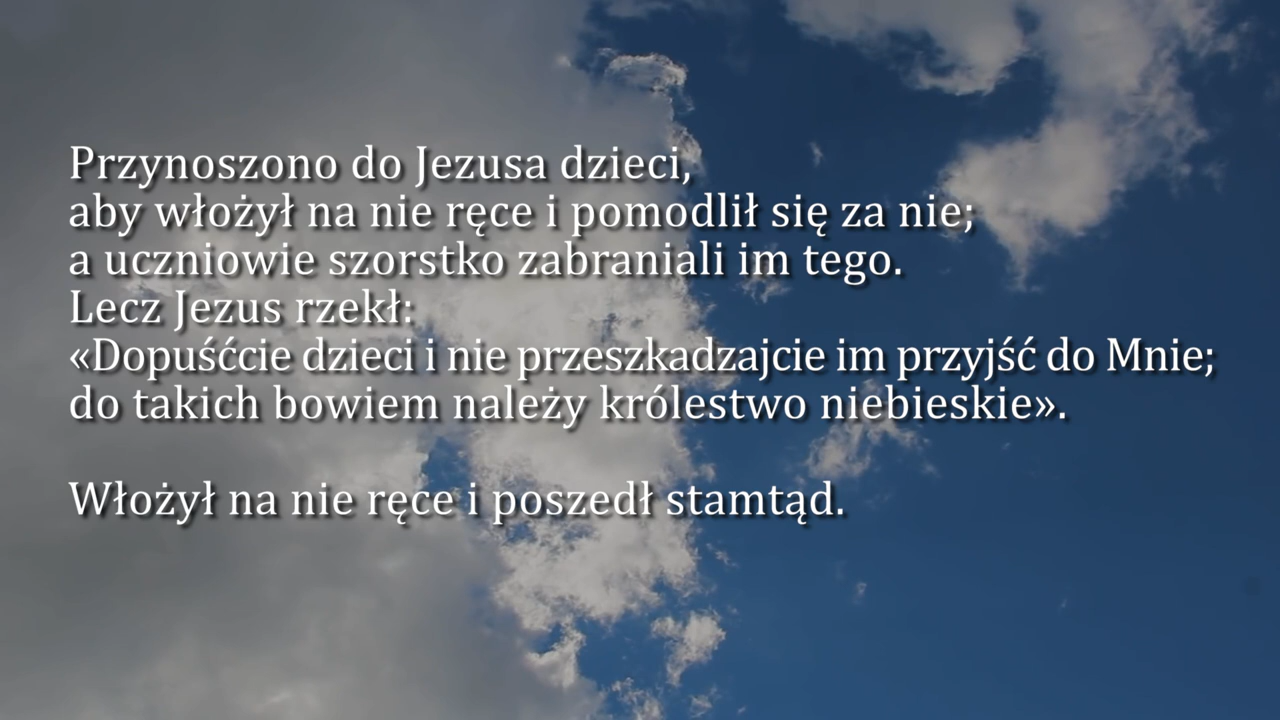 Przynoszono do Jezusa dzieci,
aby włożył na nie ręce i pomodlił się za nie;
a uczniowie szorstko zabraniali im tego.
Lecz Jezus rzekł:
«Dopuśćcie dzieci i nie przeszkadzajcie im przyjść do Mnie;
do takich bowiem należy królestwo niebieskie».
Włożył na nie ręce i poszedł stamtąd.